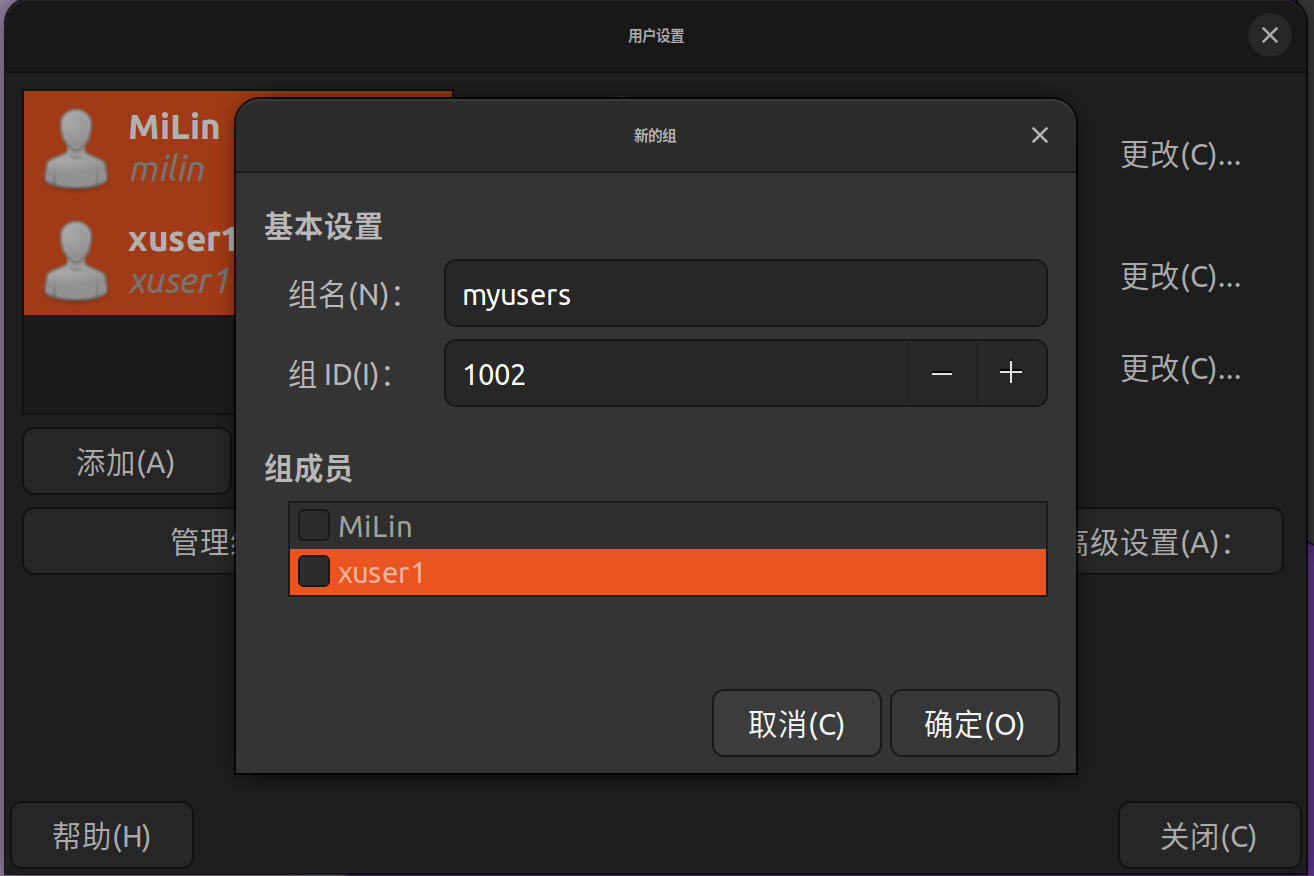 用户设置
MiLin
milin
xuser1
xuser1
添加(A)
管理
新的组
基本设置
组名(N)：
myusers
组 ID(I)：
1002
组成员
MiLin
xuser1
取消(C)
确定(O)
更改(C)...
更改(C)...
更改(C)...
高级设置(A)：
帮助(H)
关闭(C)